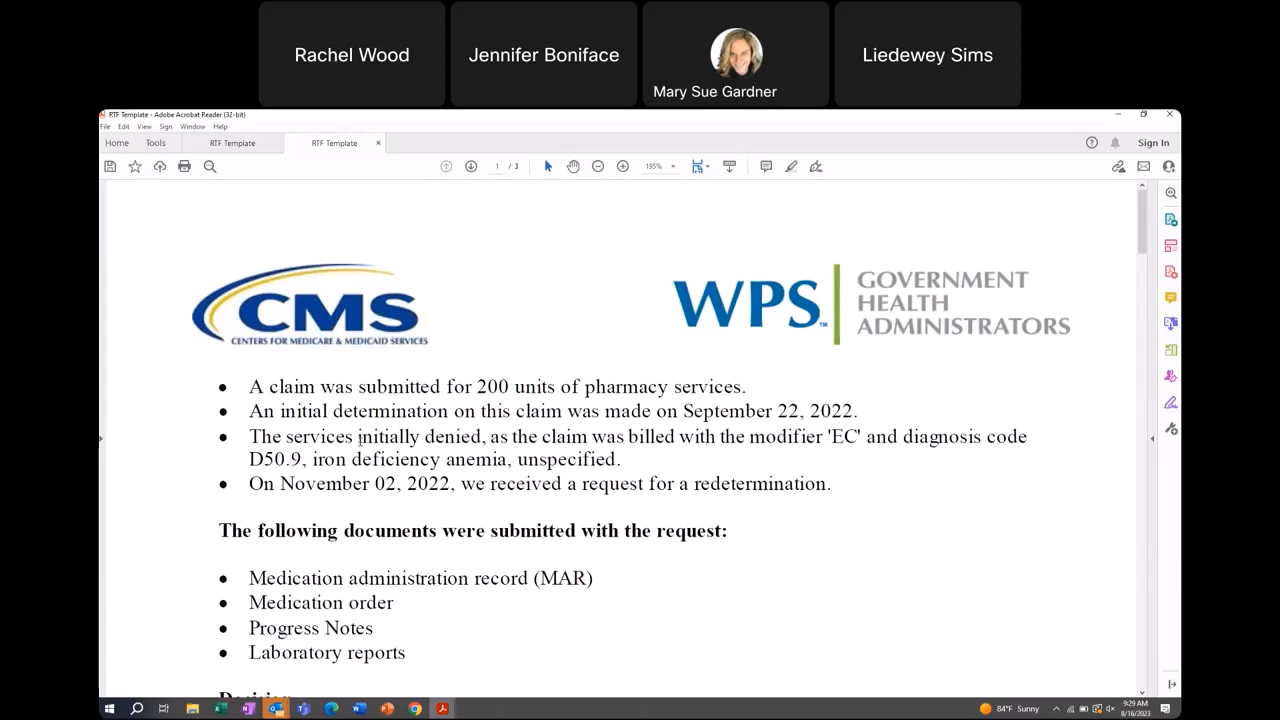 Rachel Wood
Jennifer Boniface
Mary Sue Gardner
Liedewey Sims
RTF Template - Adobe Acrobat Reader (32-bit)
File Edit View Sign Window Help
Home Tools RTF Template RTF Template × Sign In
1 / 3 195%
CMS
CENTERS FOR MEDICARE & MEDICAID SERVICES
WPS™
GOVERNMENT
HEALTH
ADMINISTRATORS
• A claim was submitted for 200 units of pharmacy services.
• An initial determination on this claim was made on September 22, 2022.
• The services initially denied, as the claim was billed with the modifier 'EC' and diagnosis code
D50.9, iron deficiency anemia, unspecified.
• On November 02, 2022, we received a request for a redetermination.
The following documents were submitted with the request:
• Medication administration record (MAR)
• Medication order
• Progress Notes
• Laboratory reports
Decision
84°F Sunny
9:29 AM
8/16/2023